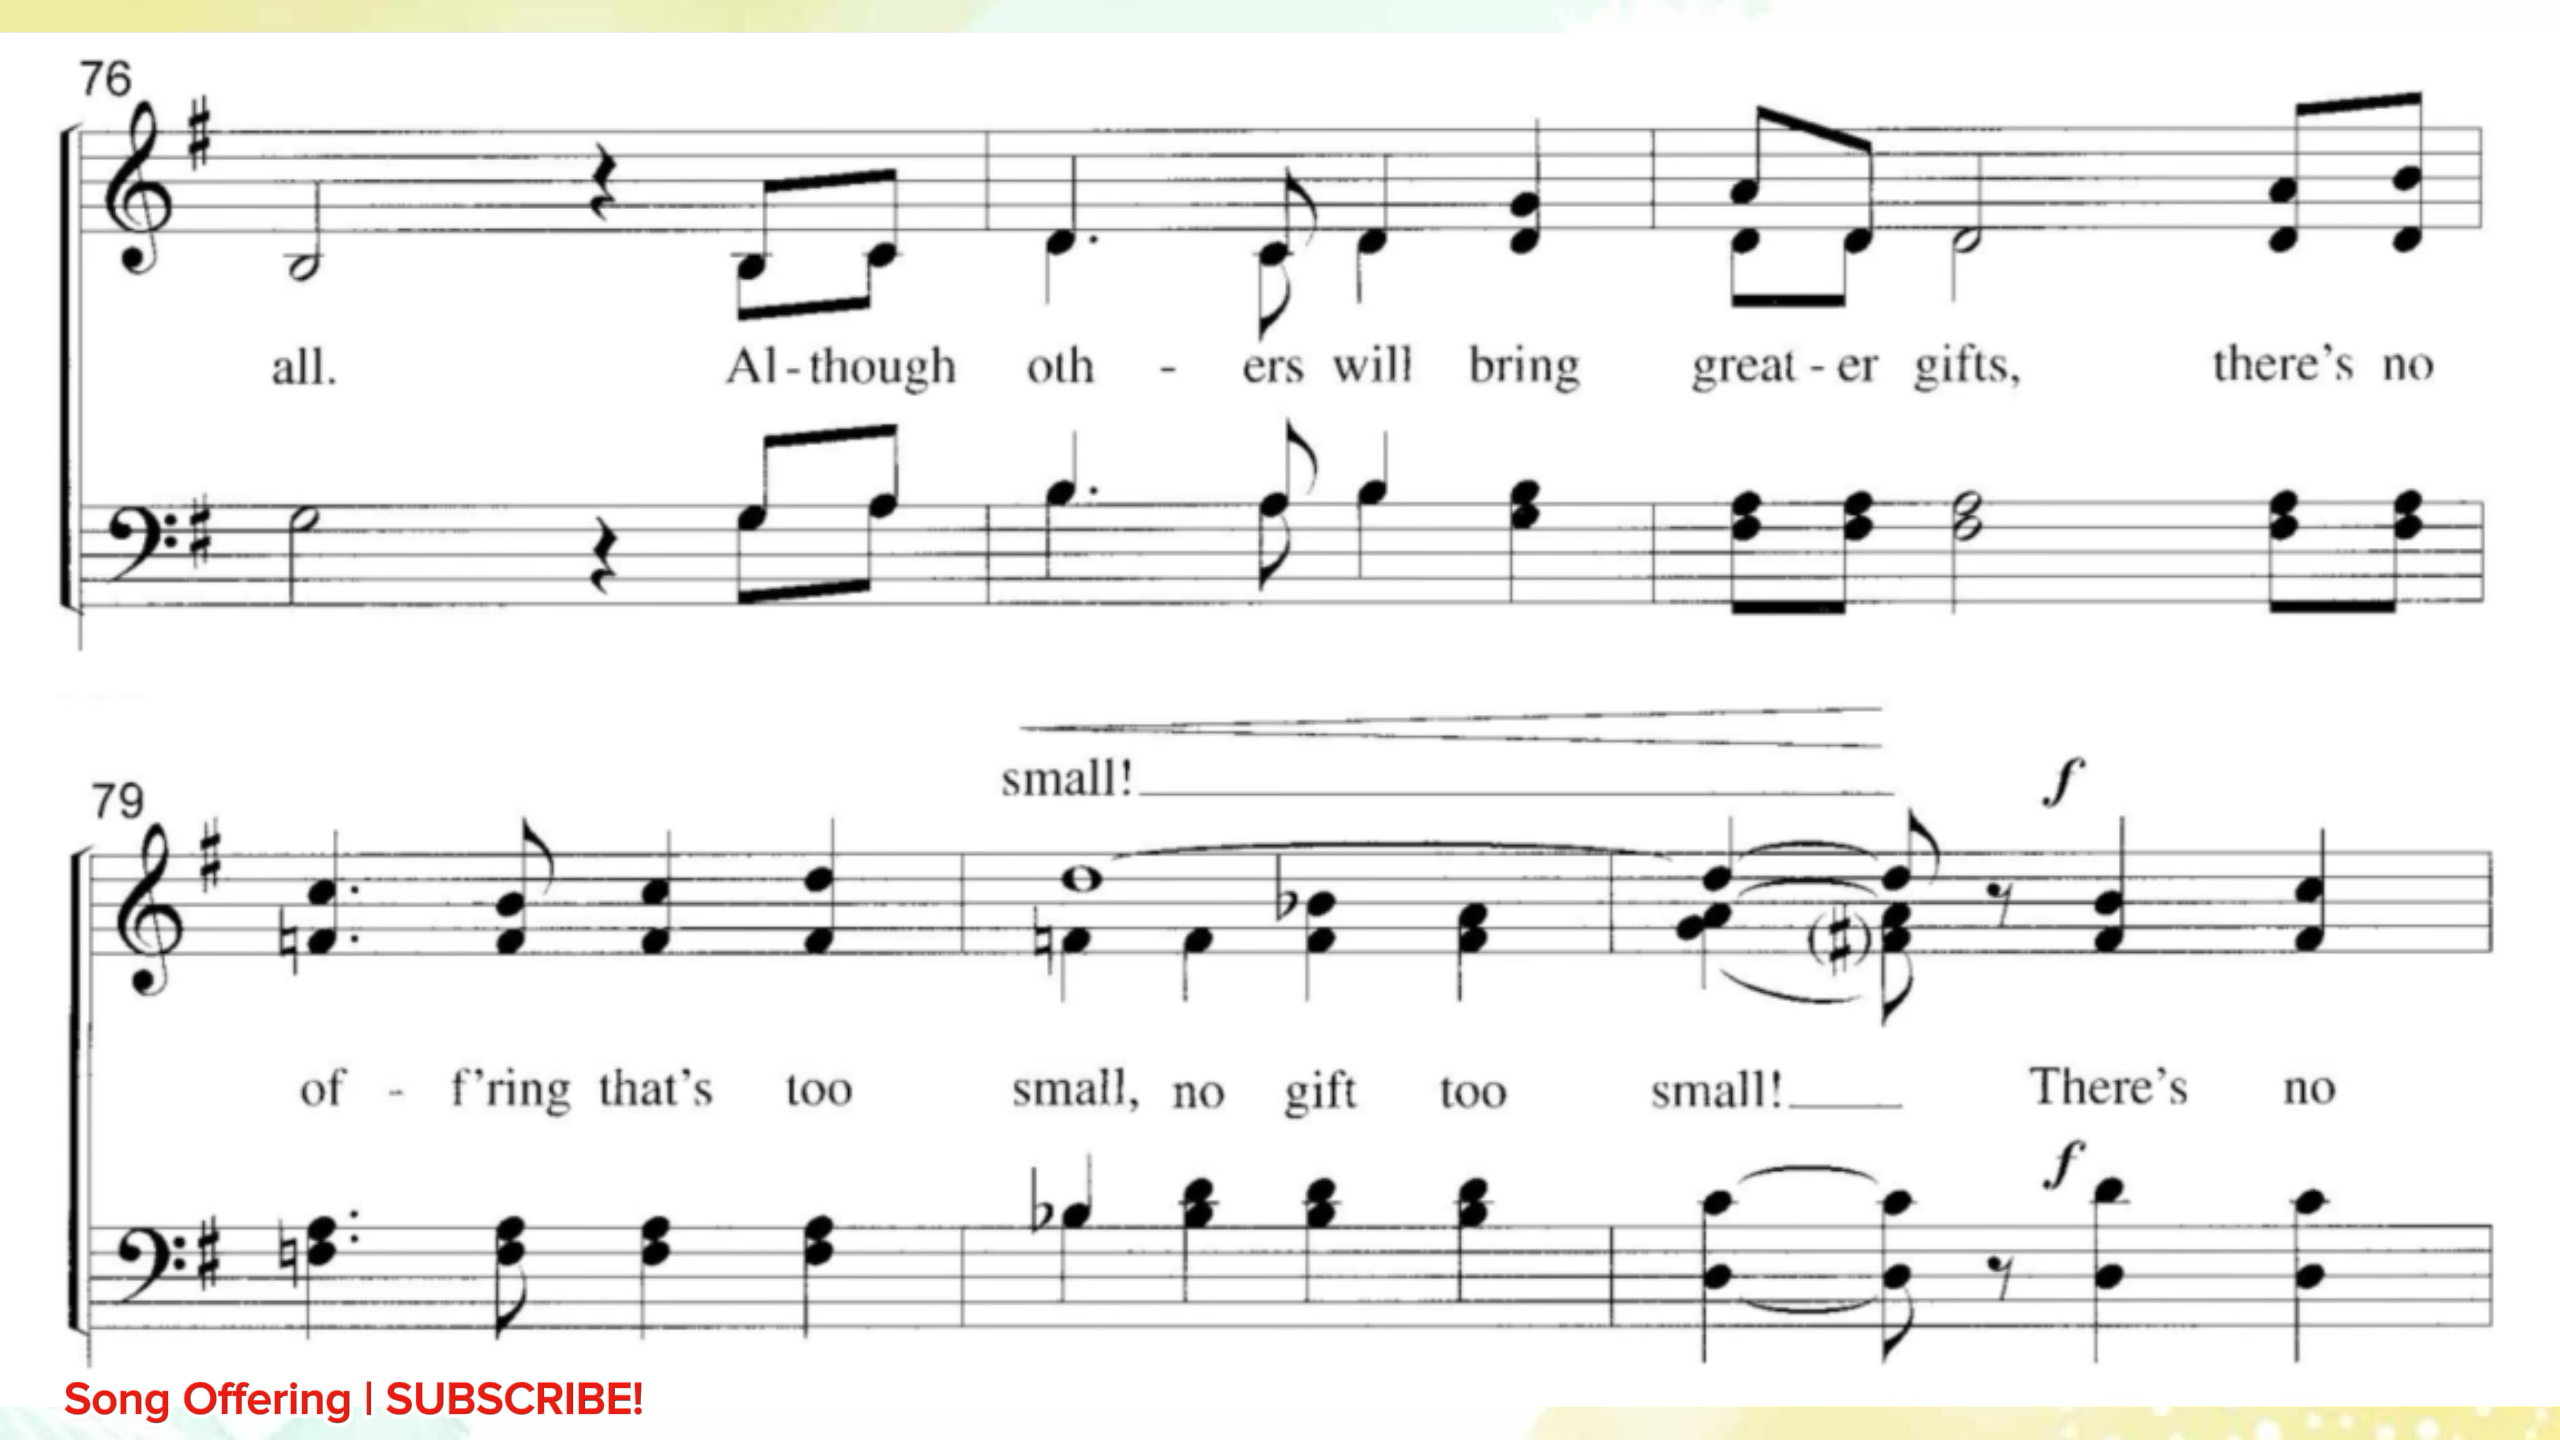 76
all. Al-though oth - ers will bring great-er gifts, there's no
small!
79
f
of - f'ring that's too small, no gift too small! There's no
f
Song Offering | SUBSCRIBE!